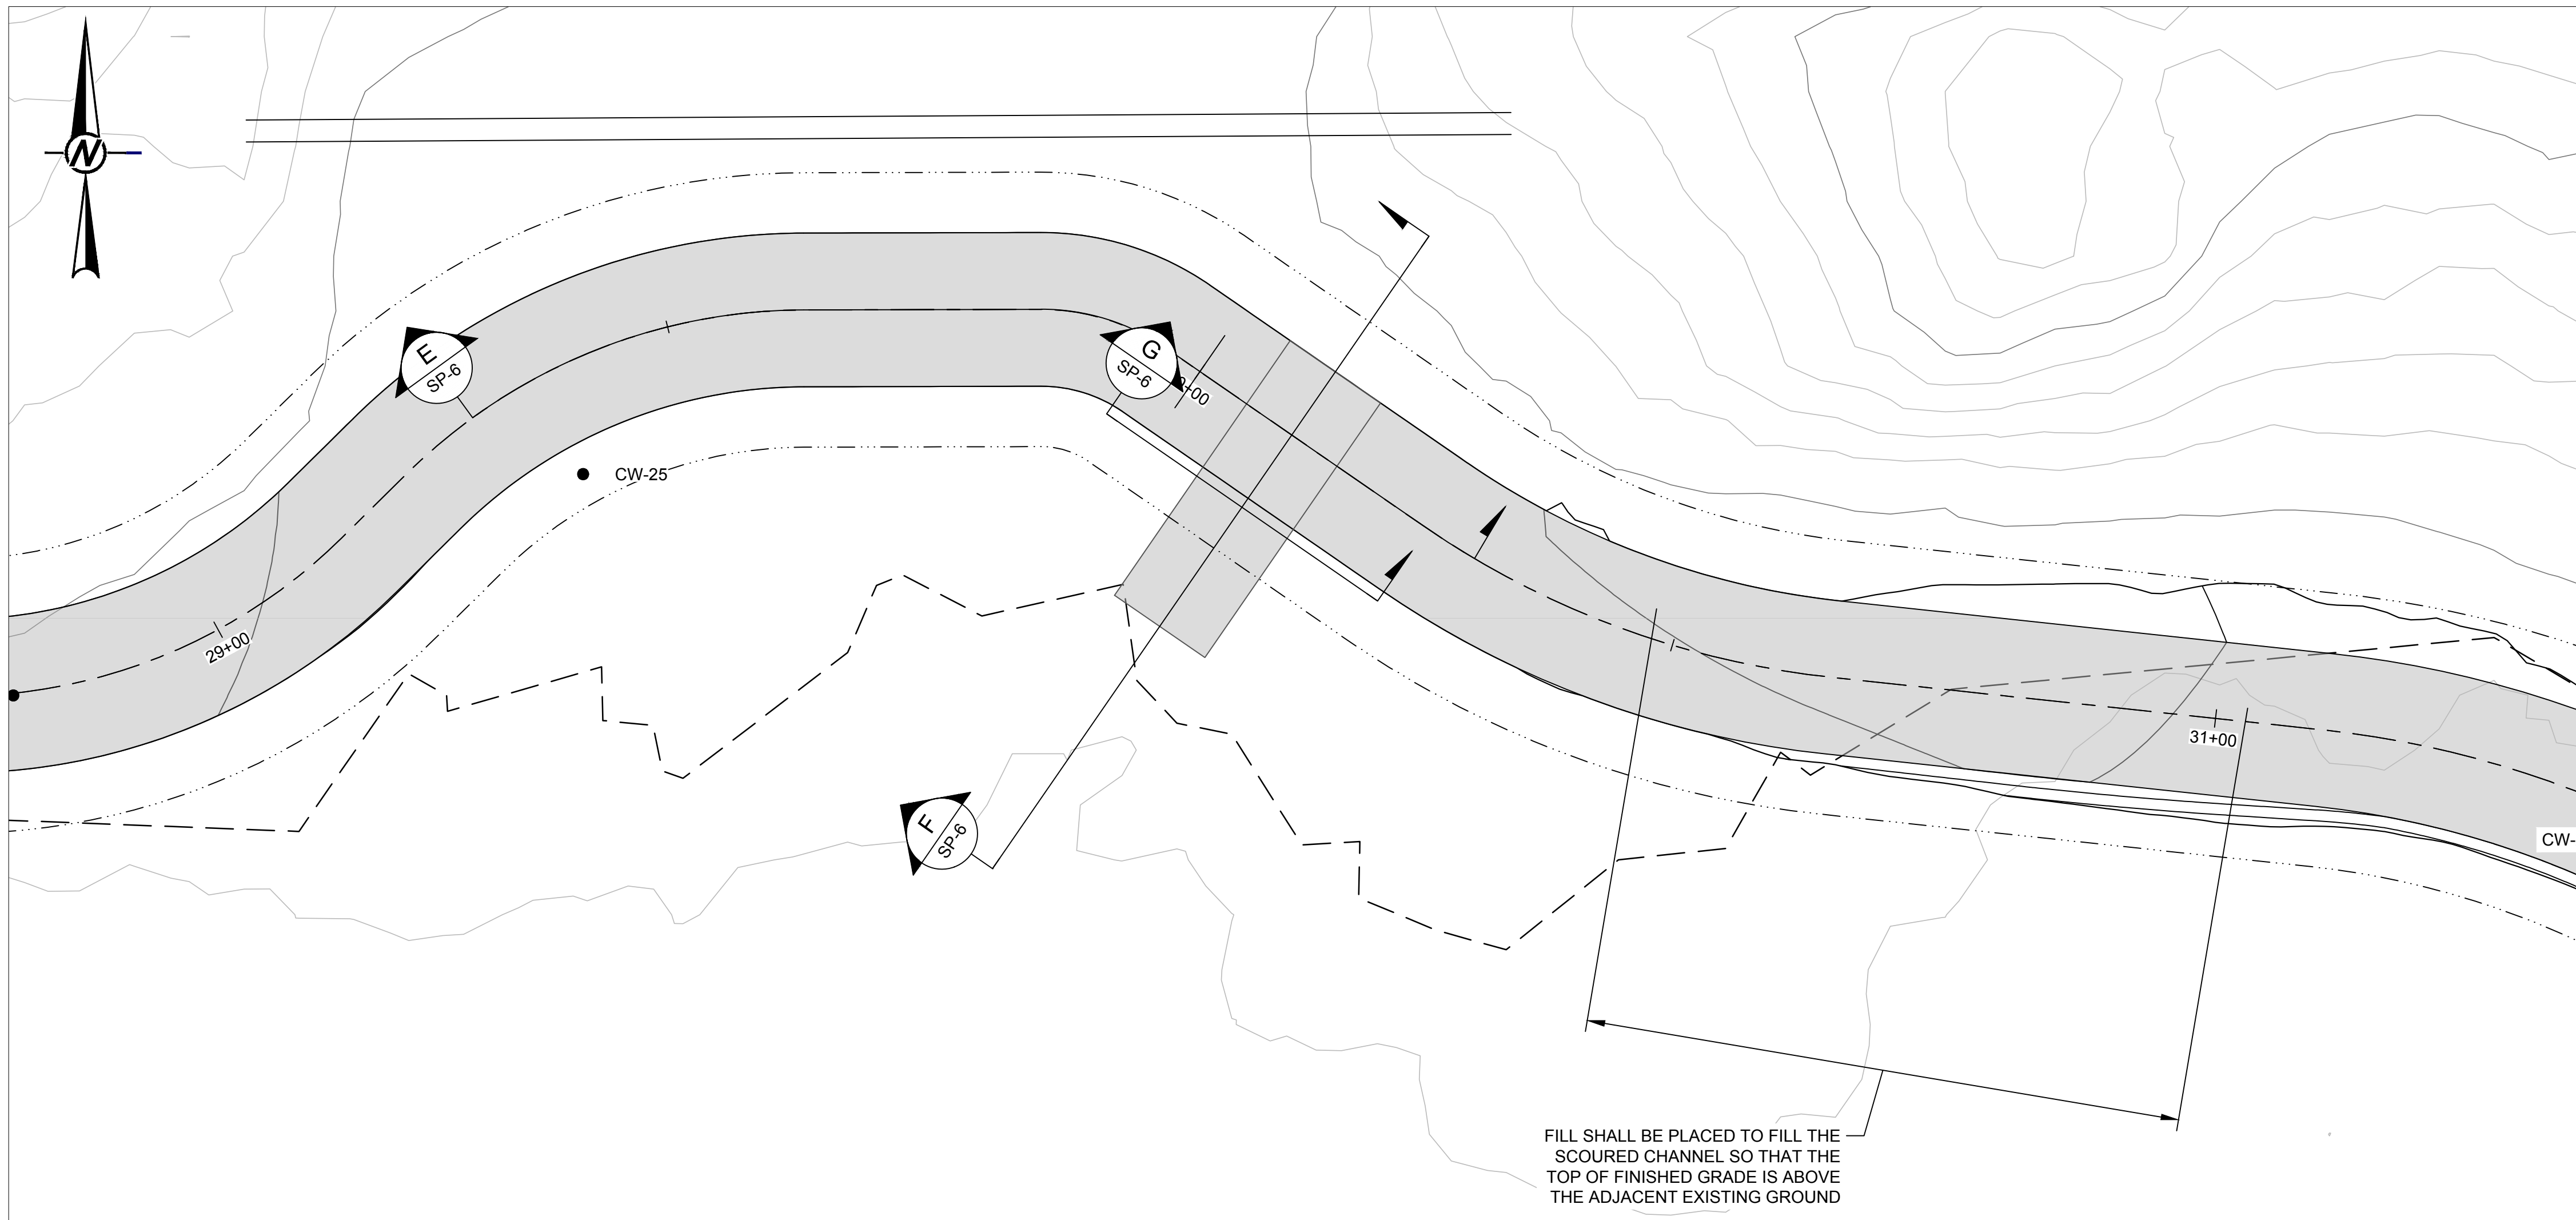 N
E
SP-6
G
SP-6
CW-25
29+00
31+00
F
SP-6
CW-
FILL SHALL BE PLACED TO FILL THE
SCOURED CHANNEL SO THAT THE
TOP OF FINISHED GRADE IS ABOVE
THE ADJACENT EXISTING GROUND